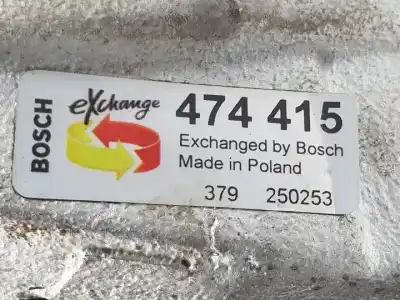 BOSCH
eXchange
474 415
Exchanged by Bosch
Made in Poland
379 250253